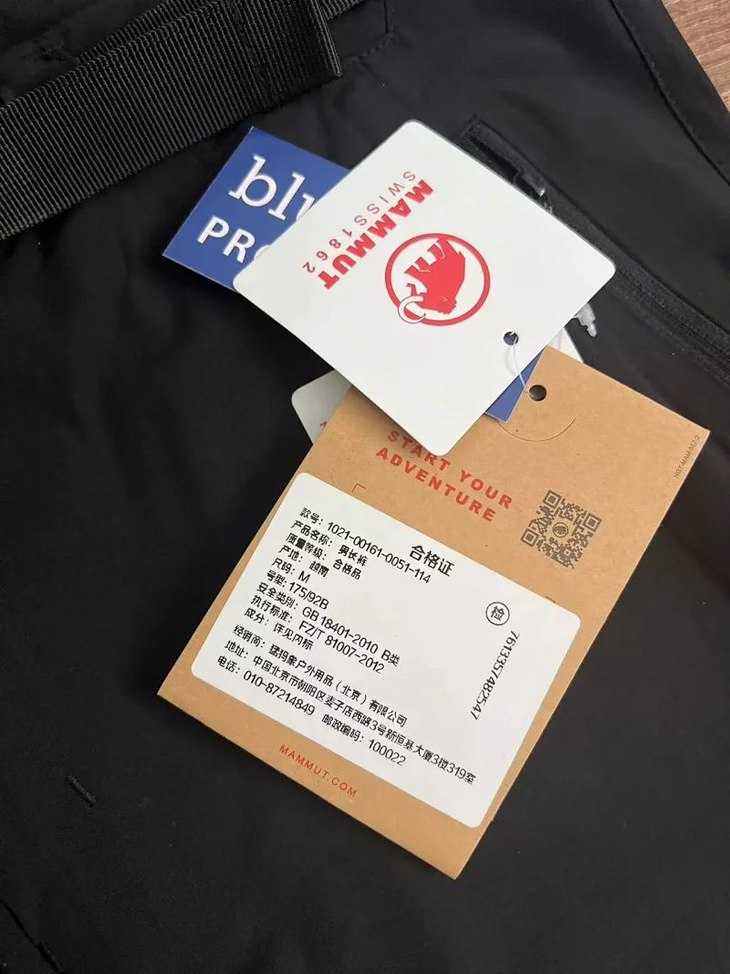 MAMMUT
SWISS 1862
START YOUR
ADVENTURE
合格证
款号: 1021-00161-0051-114
产品名称: 男长裤
质量等级: 合格品
产地: 越南
尺码: M
号型: 175/92B
安全类别: GB 18401-2010 B类
执行标准: FZ/T 81007-2012
成分: 详见内标
经销商: 猛犸象户外用品（北京）有限公司
地址: 中国北京市朝阳区麦子店西路3号新恒基大厦3楼319室
电话: 010-87214849 邮政编码: 100022
检
7613357482547
MAMMUT.COM